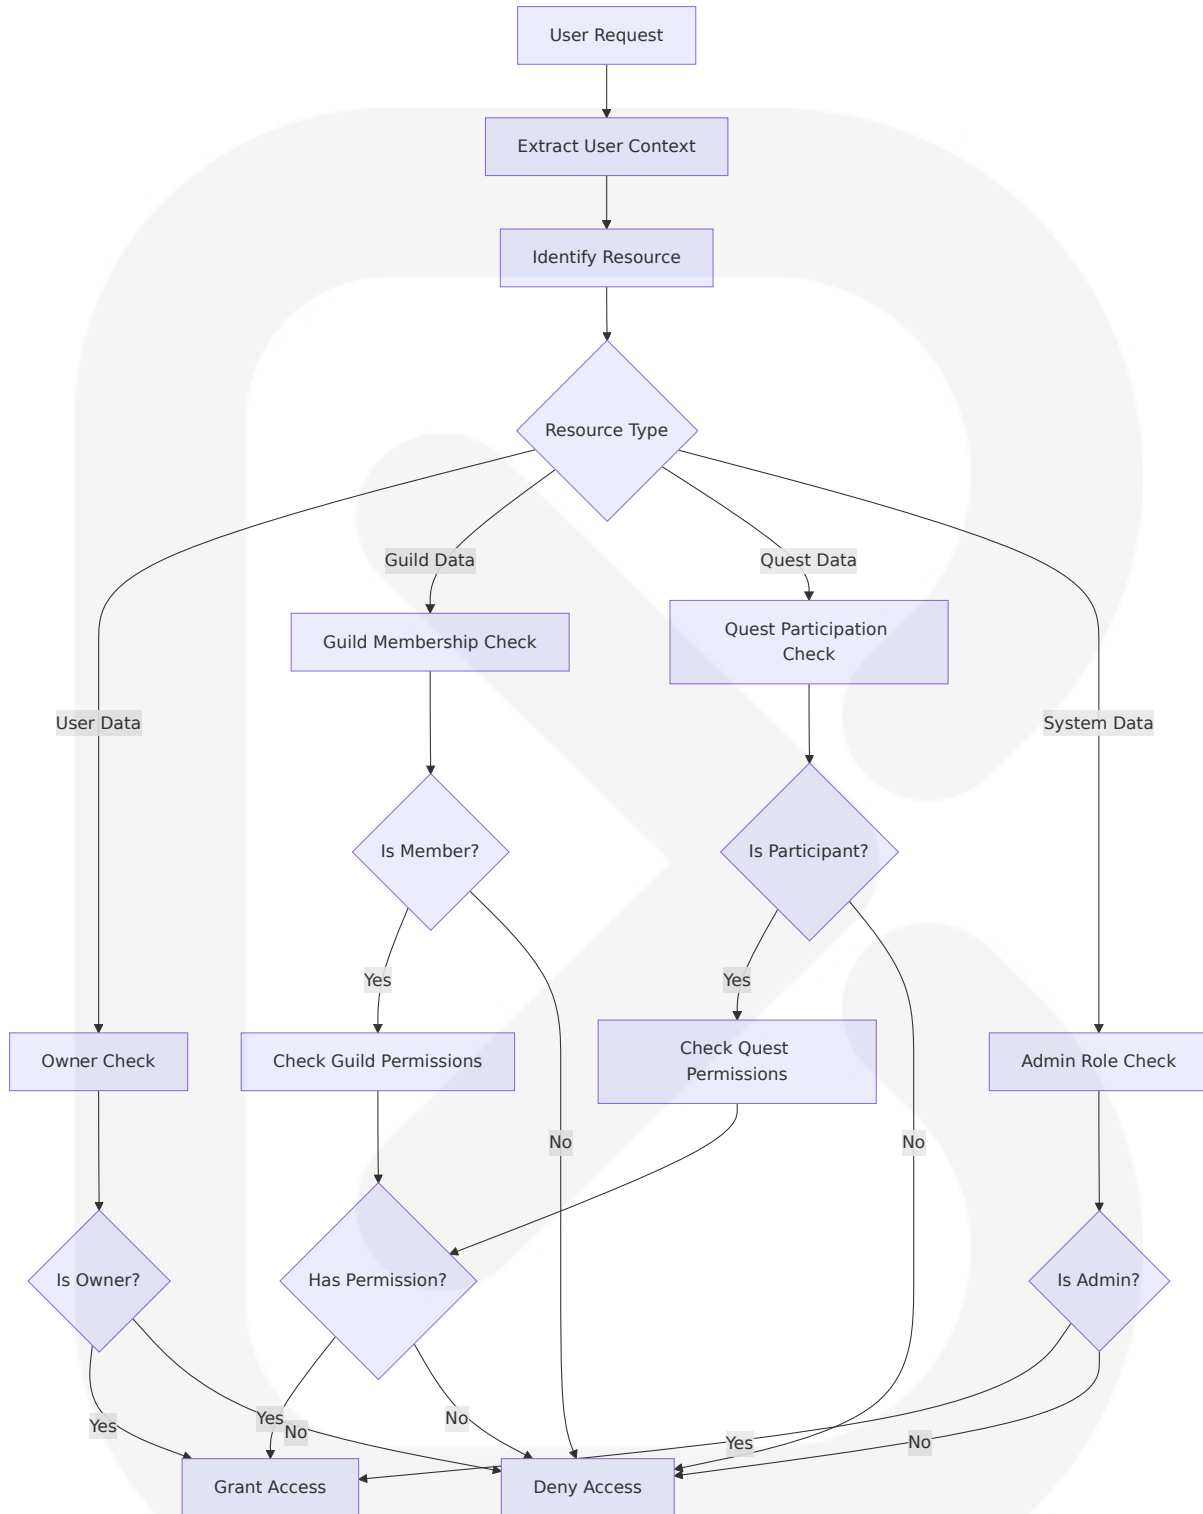 User Request
Extract User Context
Identify Resource
Resource Type
Guild Data
Quest Data
Guild Membership Check
Quest Participation
Check
User Data
System Data
Is Member?
Is Participant?
Yes
Yes
Owner Check
Check Guild Permissions
Check Quest
Permissions
Admin Role Check
No
No
Is Owner?
Has Permission?
Is Admin?
Yes
Yes
No
No
Yes
No
Grant Access
Deny Access